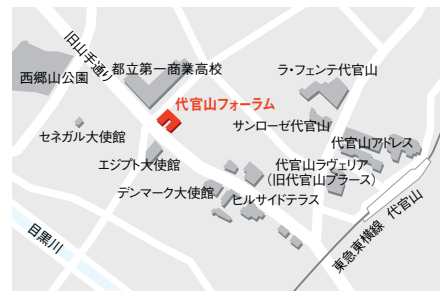 旧山手通り
都立第一商業高校
ラ・フェンテ代官山
西郷山公園
代官山フォーラム
サンローゼ代官山
セネガル大使館
代官山アドレス
エジプト大使館
代官山ラヴェリア
(旧代官山プラース)
デンマーク大使館
ヒルサイドテラス
目黒川
東急東横線 代官山